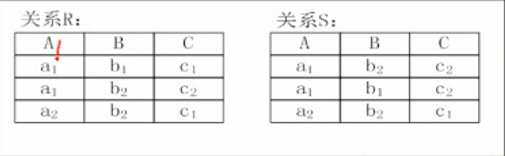 关系R： 关系S：
A B C A B C
a₁ b₁ c₁ a₁ b₂ c₂
a₁ b₂ c₂ a₁ b₁ c₂
a₂ b₂ c₁ a₂ b₂ c₁